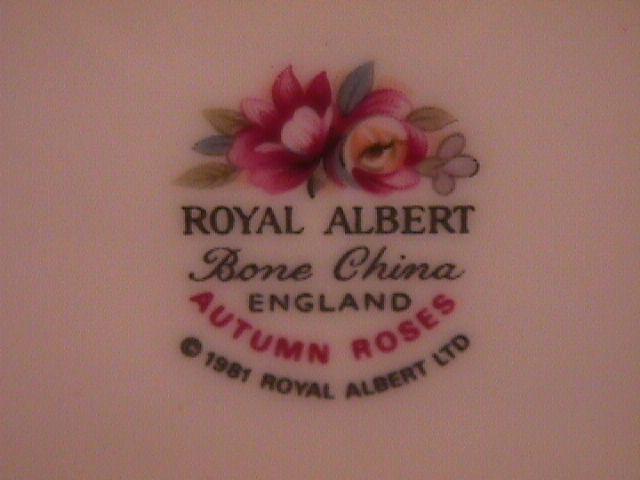 ROYAL ALBERT
Bone China
ENGLAND
AUTUMN ROSES
© 1981 ROYAL ALBERT LTD